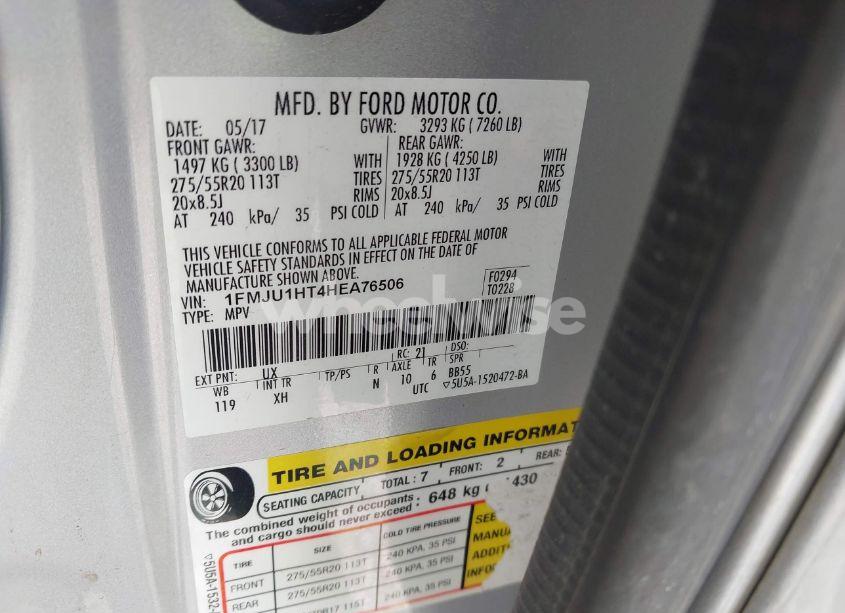 MFD. BY FORD MOTOR CO.
DATE: 05/17 GVWR: 3293 KG ( 7260 LB)
FRONT GAWR: REAR GAWR:
1497 KG ( 3300 LB) WITH 1928 KG ( 4250 LB) WITH
275/55R20 113T TIRES 275/55R20 113T TIRES
20x8.5J RIMS 20x8.5J RIMS
AT 240 kPa/ 35 PSI COLD AT 240 kPa/ 35 PSI COLD
THIS VEHICLE CONFORMS TO ALL APPLICABLE FEDERAL MOTOR
VEHICLE SAFETY STANDARDS IN EFFECT ON THE DATE OF
MANUFACTURE SHOWN ABOVE.
VIN: 1FMJU1HT4HEA76506 F0294
TYPE: MPV T0228
wheelwise
EXT PNT: UX RC: 21 DSO:
WB INT TR TP/PS R AXLE TR SPR
119 XH N 10 6 BB55
UTC ▽5U5A-1520472-BA
TIRE AND LOADING INFORMAT
SEATING CAPACITY TOTAL : 7 FRONT: 2 REAR:
The combined weight of occupants
and cargo should never exceed : 648 kg 430
TIRE SIZE COLD TIRE PRESSURE SEE
FRONT 275/55R20 113T 240 KPA, 35 PSI MANUA
REAR 275/55R20 113T 240 KPA, 35 PSI ADDIT
INFO
▽5U5A-1532